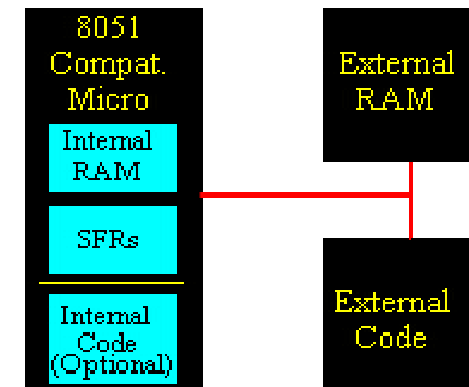 8051
Compat.
Micro
Internal
RAM
SFRs
Internal
Code
(Optional)
External
RAM
External
Code